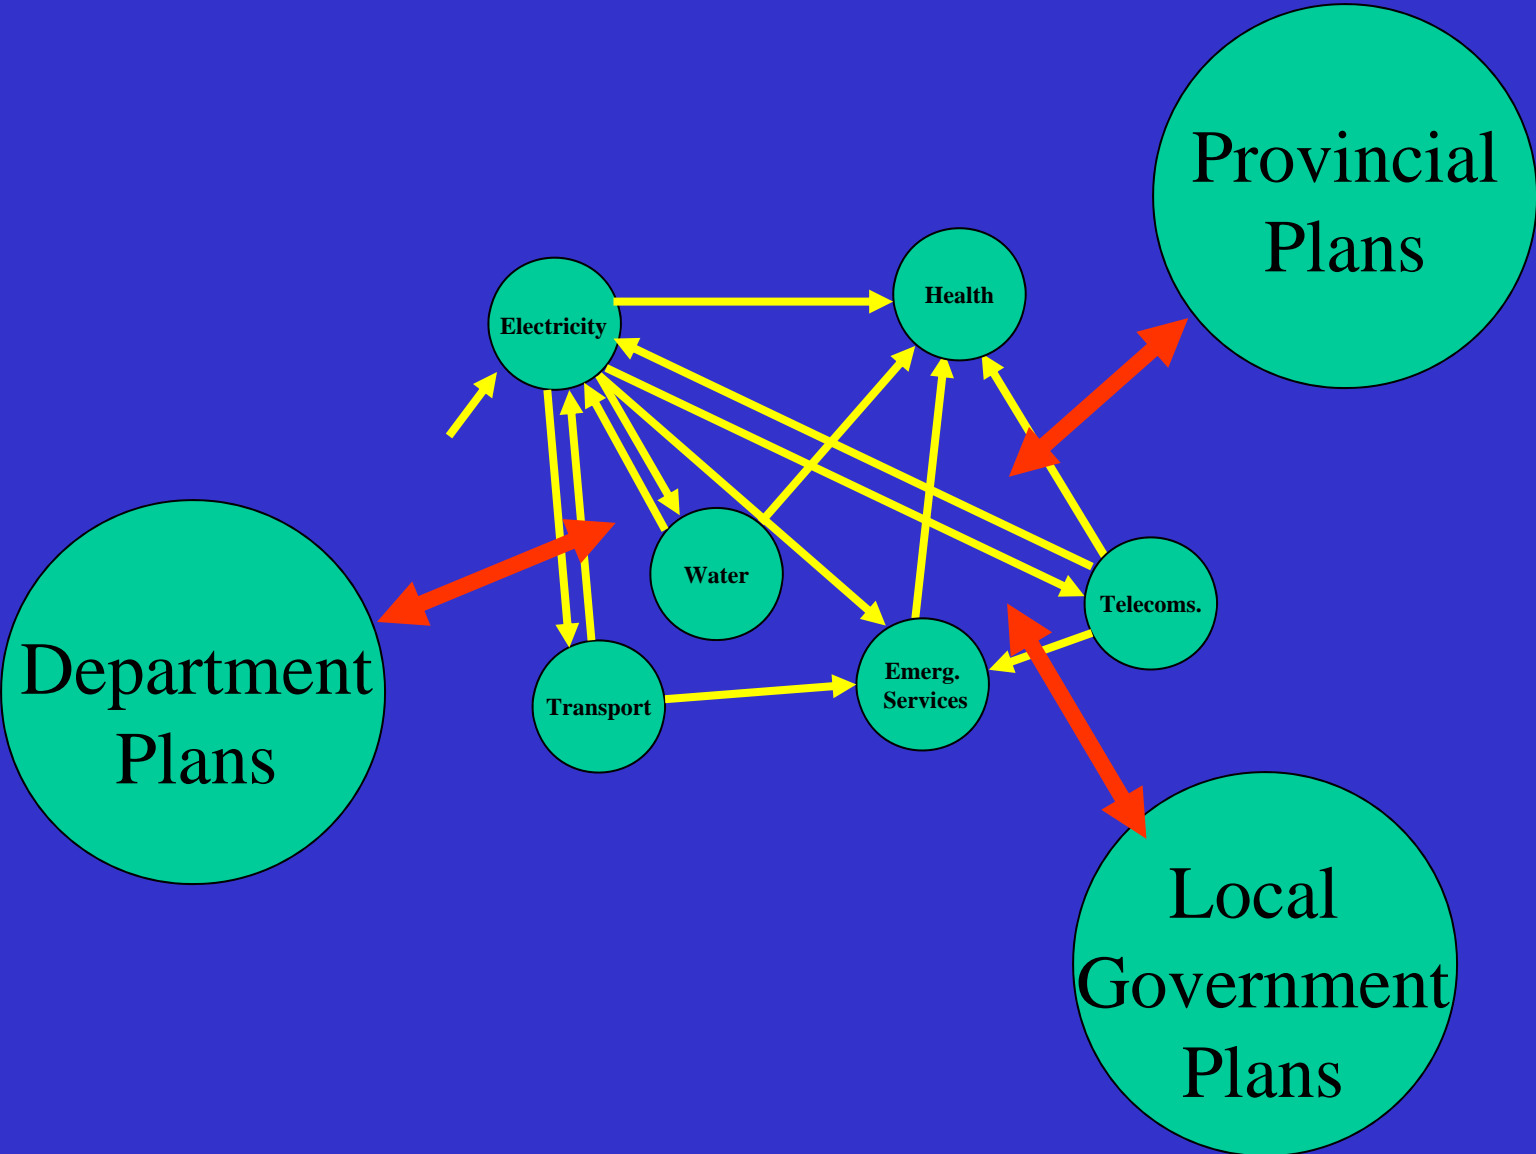 Provincial
Plans
Health
Electricity
Water
Telecoms.
Emerg.
Services
Transport
Department
Plans
Local
Government
Plans